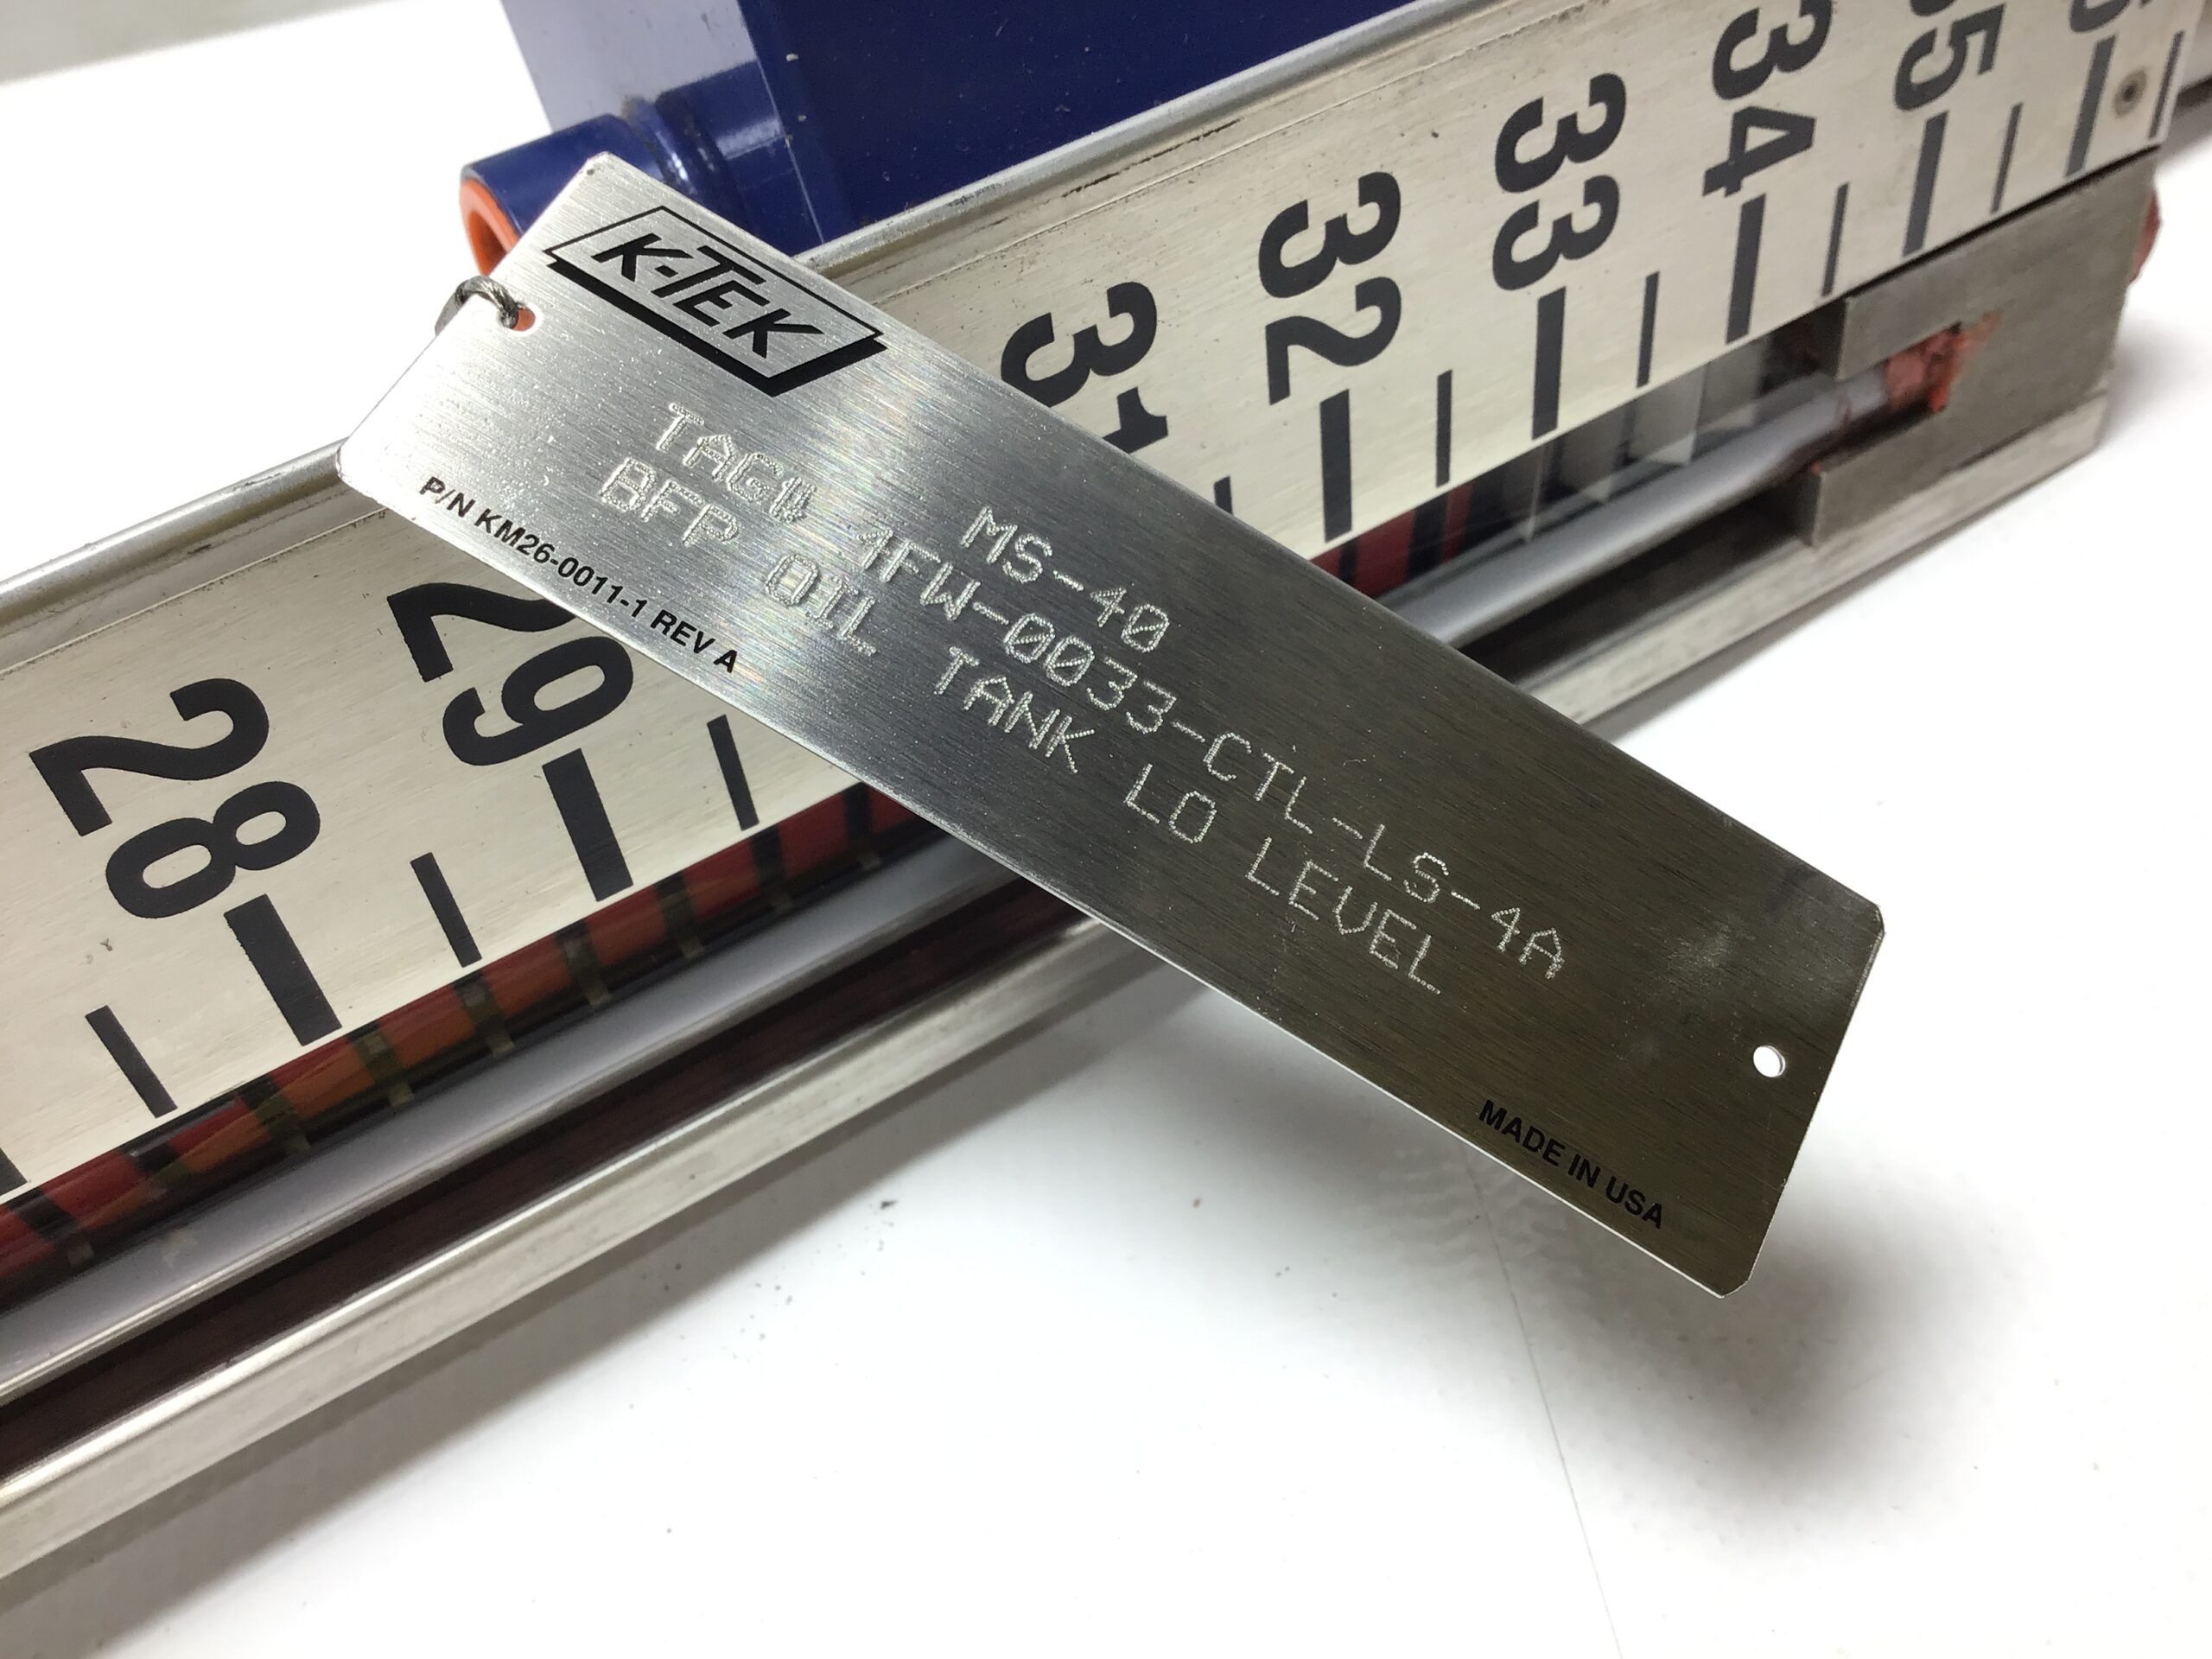 K-TEK
MS-40
TAG# 1FW-0033-CTL-LS-4A
BFP OIL TANK LO LEVEL
P/N KM26-0011-1 REV A
MADE IN USA
28
29
31
32
33
34
35